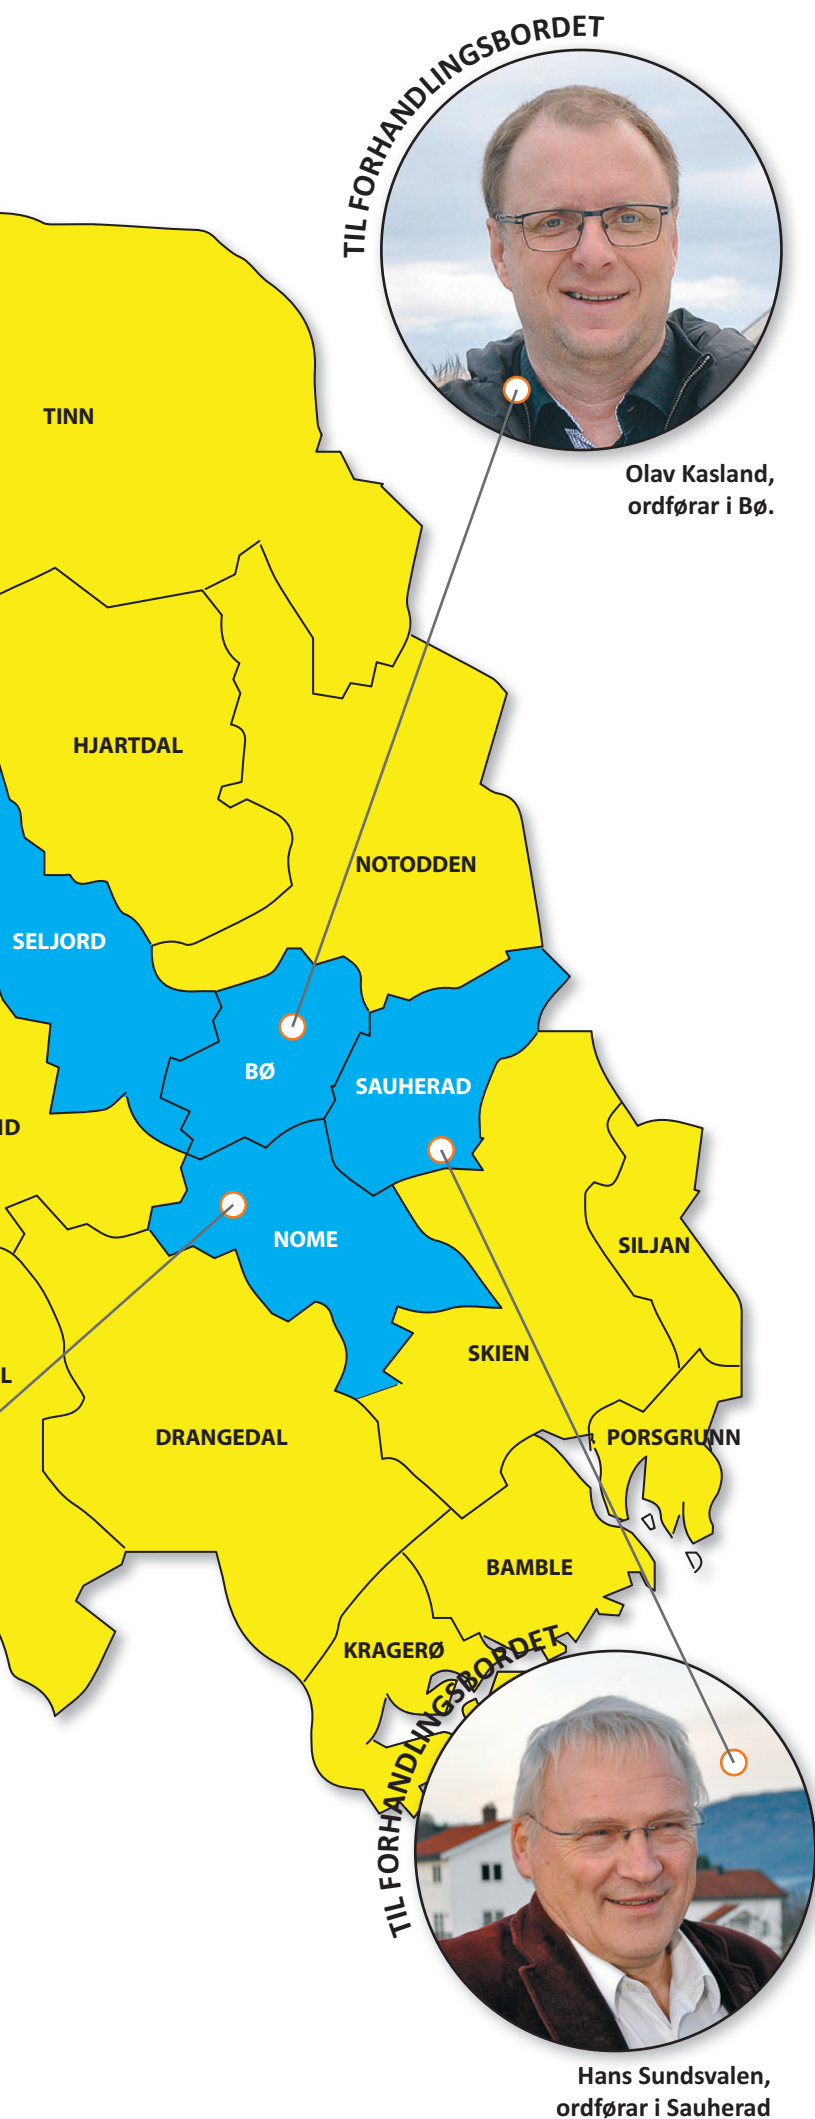 TIL FORHANDLINGSBORDET
Olav Kasland,
ordførar i Bø.
TINN
HJARTDAL
NOTODDEN
SELJORD
BØ
SAUHERAD
ND
NOME
SILJAN
SKIEN
L
DRANGEDAL
PORSGRUNN
BAMBLE
KRAGERØ
TIL FORHANDLINGSBORDET
Hans Sundsvalen,
ordførar i Sauherad